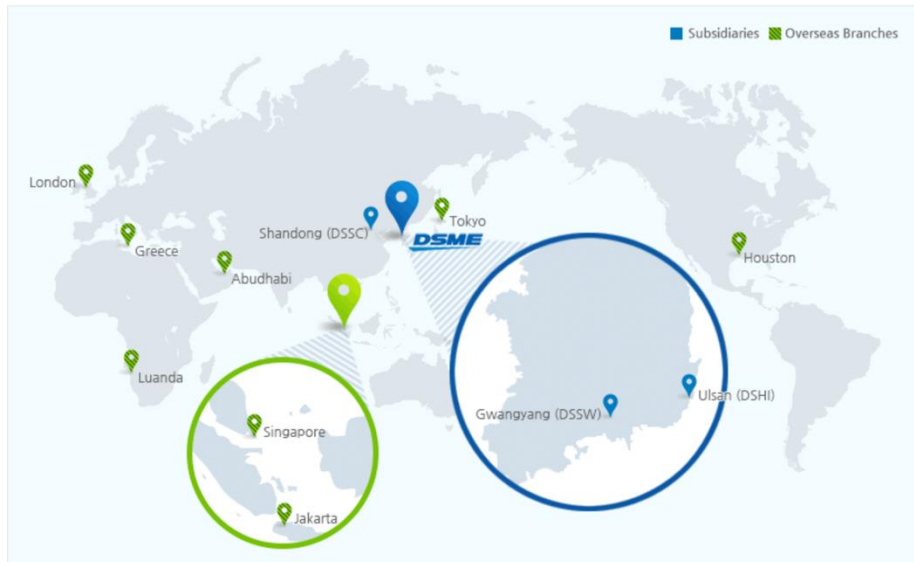 Subsidiaries Overseas Branches
London
Tokyo
Shandong (DSSC)
DSME
Greece
Houston
Abudhabi
Luanda
Ulsan (DSHI)
Gwangyang (DSSW)
Singapore
Jakarta